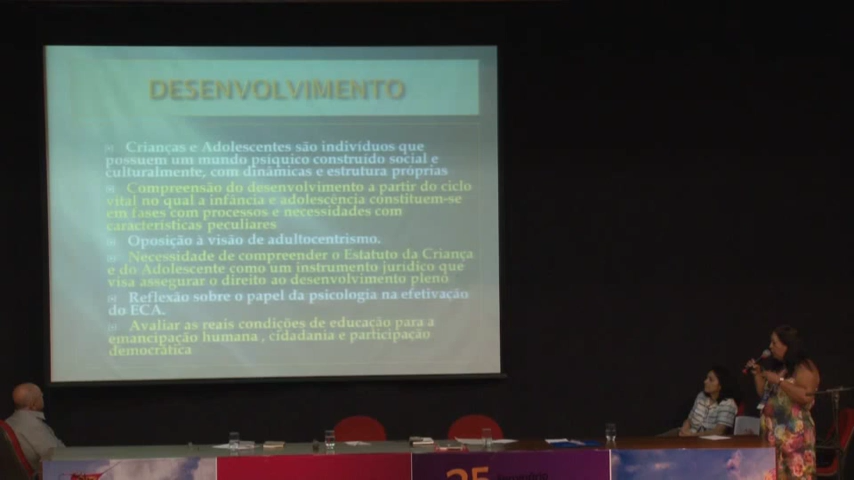 DESENVOLVIMENTO
Crianças e Adolescentes são indivíduos que
possuem um mundo psíquico construído social e
culturalmente, com dinâmicas e estrutura próprias
Compreensão do desenvolvimento a partir do ciclo
vital no qual a infância e adolescência constituem-se
em fases com processos e necessidades com
características peculiares
Oposição à visão de adultocentrismo.
Necessidade de compreender o Estatuto da Criança
e do Adolescente como um instrumento jurídico que
visa assegurar o direito ao desenvolvimento pleno
Reflexão sobre o papel da psicologia na efetivação
do ECA.
Avaliar as reais condições de educação para a
emancipação humana , cidadania e participação
democrática
25